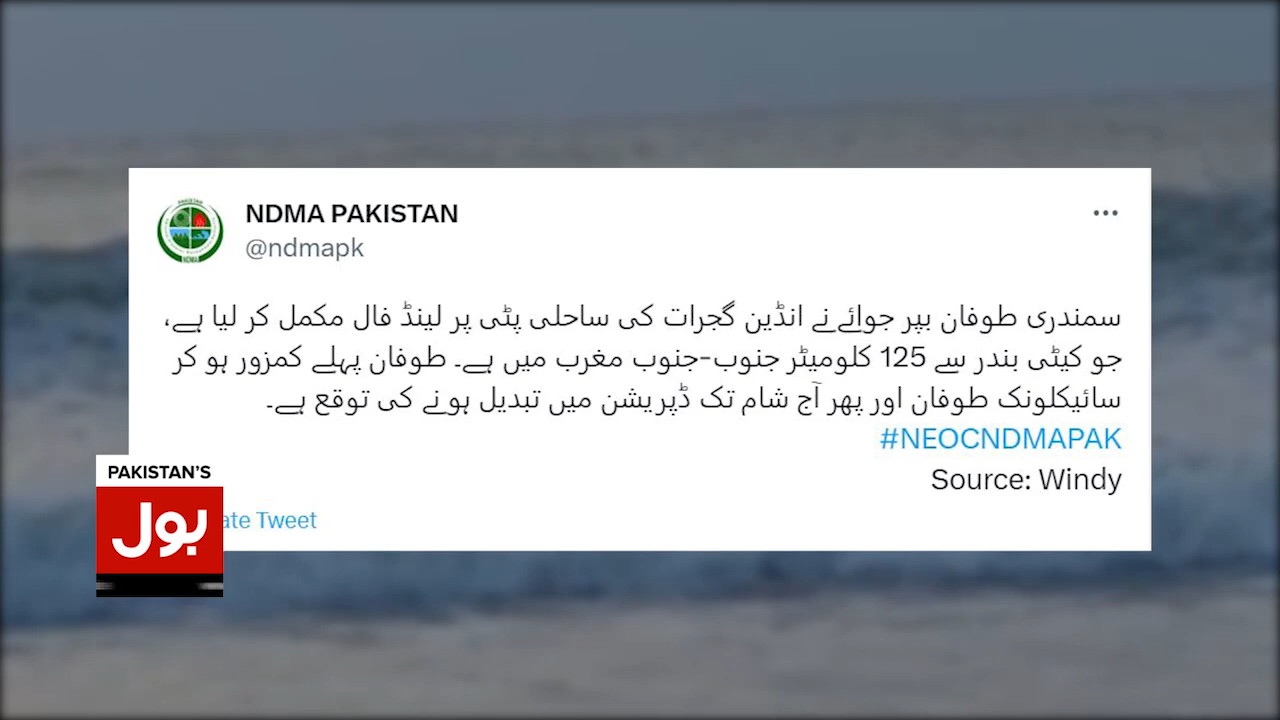 NDMA PAKISTAN
@ndmapk
سمندری طوفان بپر جوائے نے انڈین گجرات کی ساحلی پٹی پر لینڈ فال مکمل کر لیا ہے،
جو کیٹی بندر سے 125 کلومیٹر جنوب-جنوب مغرب میں ہے۔ طوفان پہلے کمزور ہو کر
سائیکلونک طوفان اور پھر آج شام تک ڈپریشن میں تبدیل ہونے کی توقع ہے۔
#NEOCNDMAPAK
Source: Windy
ate Tweet
PAKISTAN'S
بول